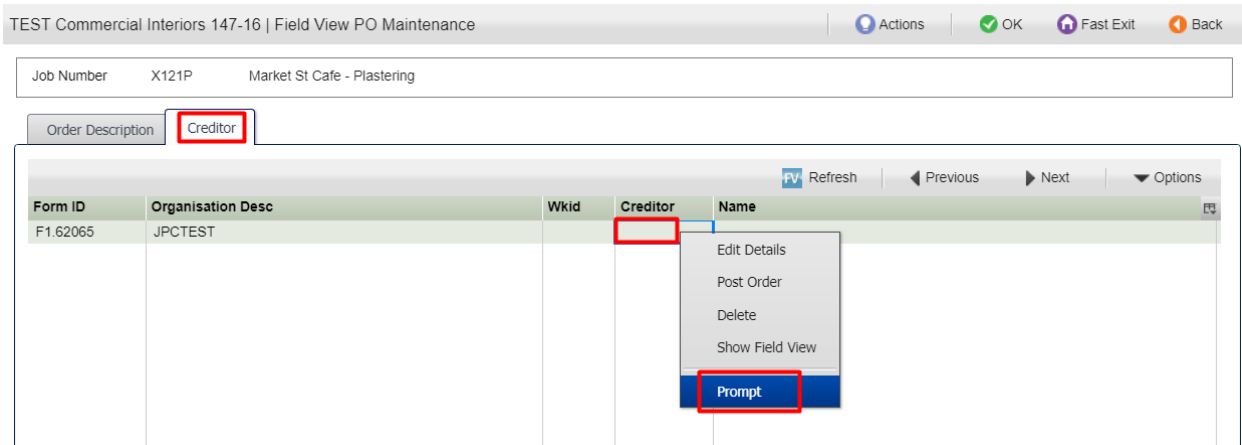 TEST Commercial Interiors 147-16 | Field View PO Maintenance Actions OK Fast Exit Back
Job Number X121P Market St Cafe - Plastering
Order Description Creditor
FV Refresh Previous Next Options
Form ID Organisation Desc Wkid Creditor Name
F1.62065 JPCTEST
Edit Details
Post Order
Delete
Show Field View
Prompt